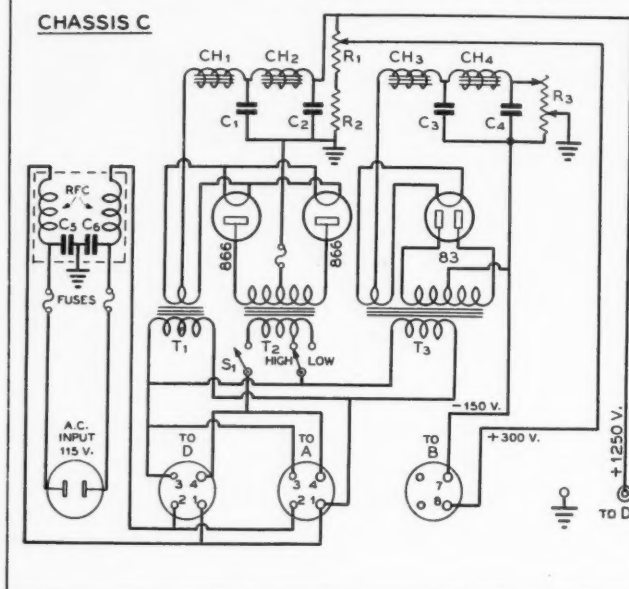 CHASSIS C
CH1 CH2 R1 CH3 CH4
R3
C1 C2 R2 C3 C4
RFC
C5 C6
866 866 83
FUSES
T1 T2 T3
S1 HIGH LOW
-150 V.
+300 V.
+1250 V.
A.C.
INPUT
115 V.
TO
D
TO
A
TO
B
3 4
2 1
3 4
2 1
7
8
TO D